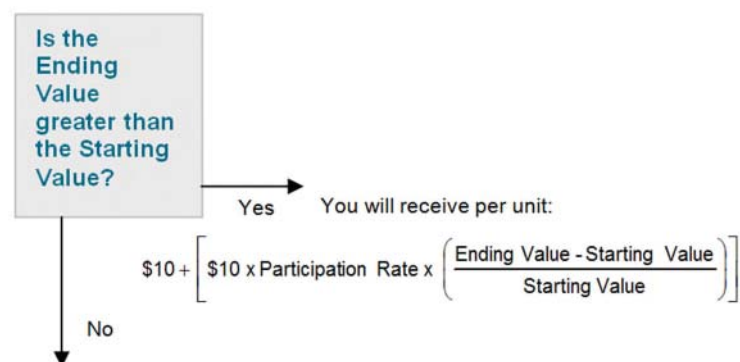 Is the
Ending
Value
greater than
the Starting
Value?
Yes You will receive per unit:
$10 + [ $10 x Participation Rate x ( Ending Value - Starting Value / Starting Value ) ]
No